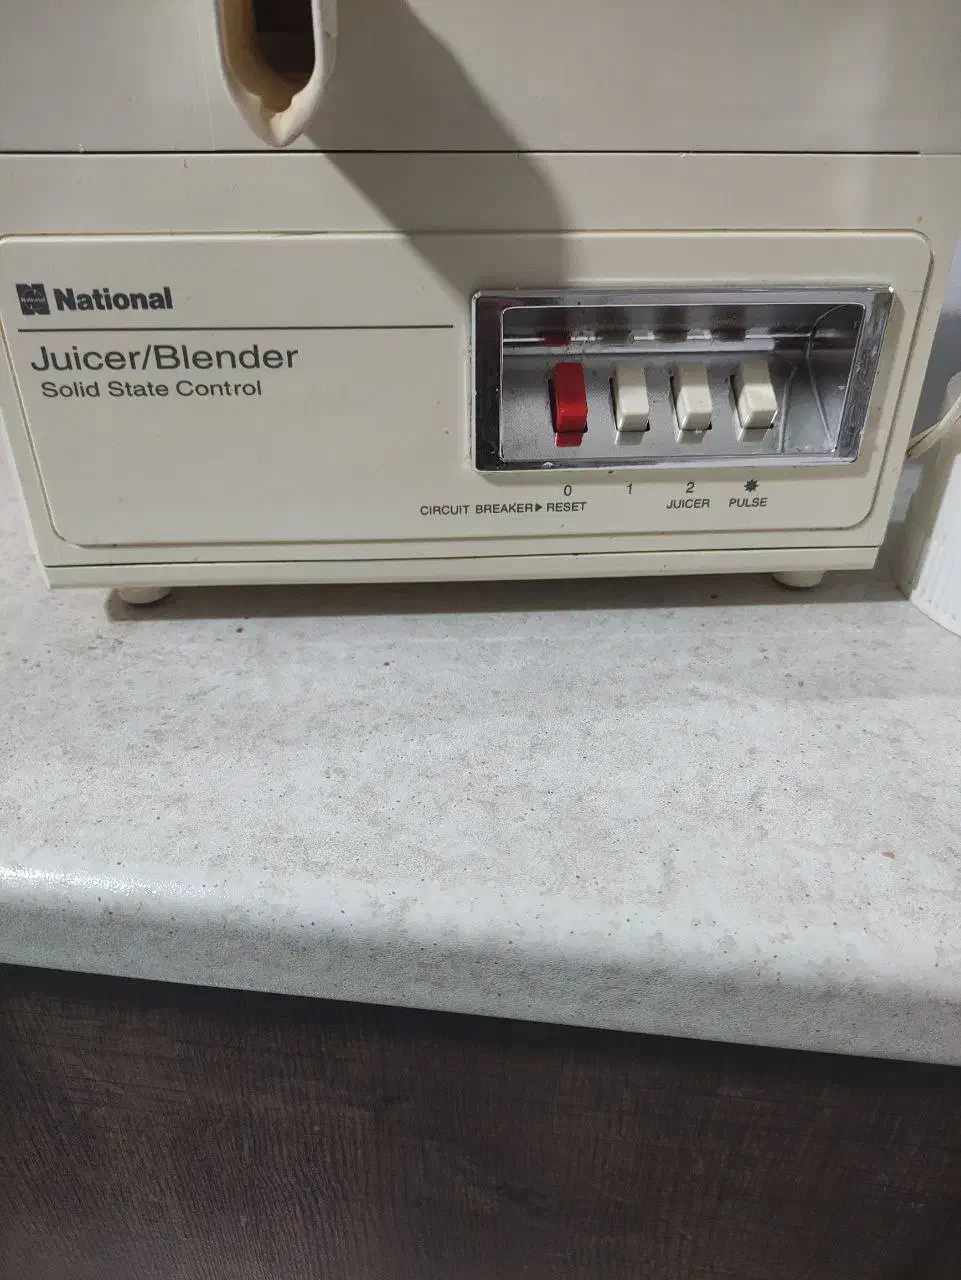 National
Juicer/Blender
Solid State Control
0 1 2 ✸
CIRCUIT BREAKER▶RESET JUICER PULSE